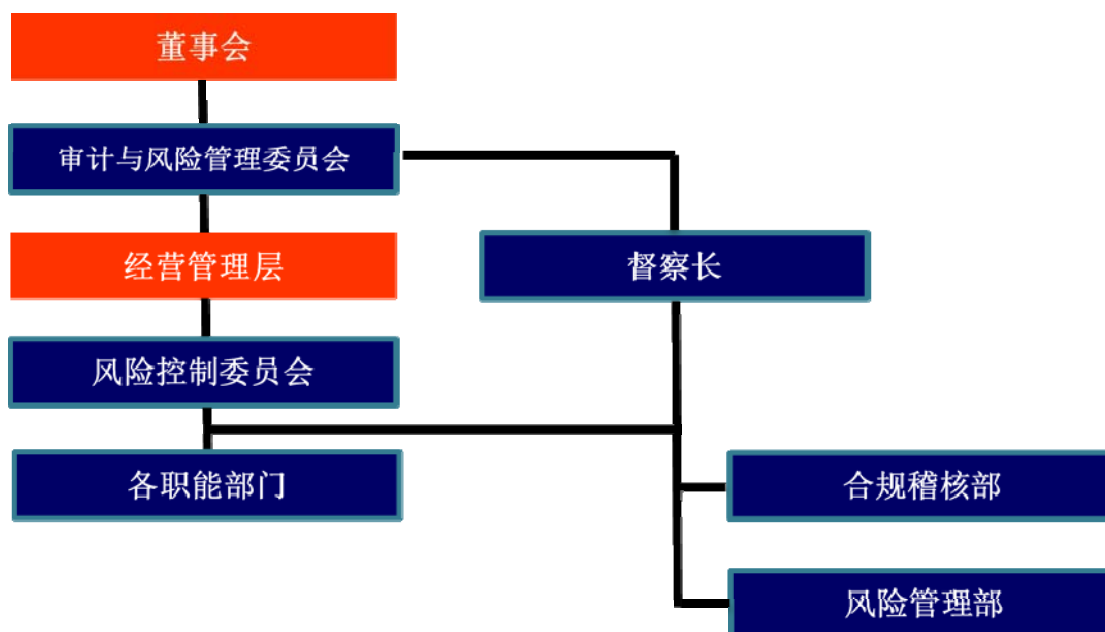 董事会
审计与风险管理委员会
经营管理层
督察长
风险控制委员会
各职能部门
合规稽核部
风险管理部